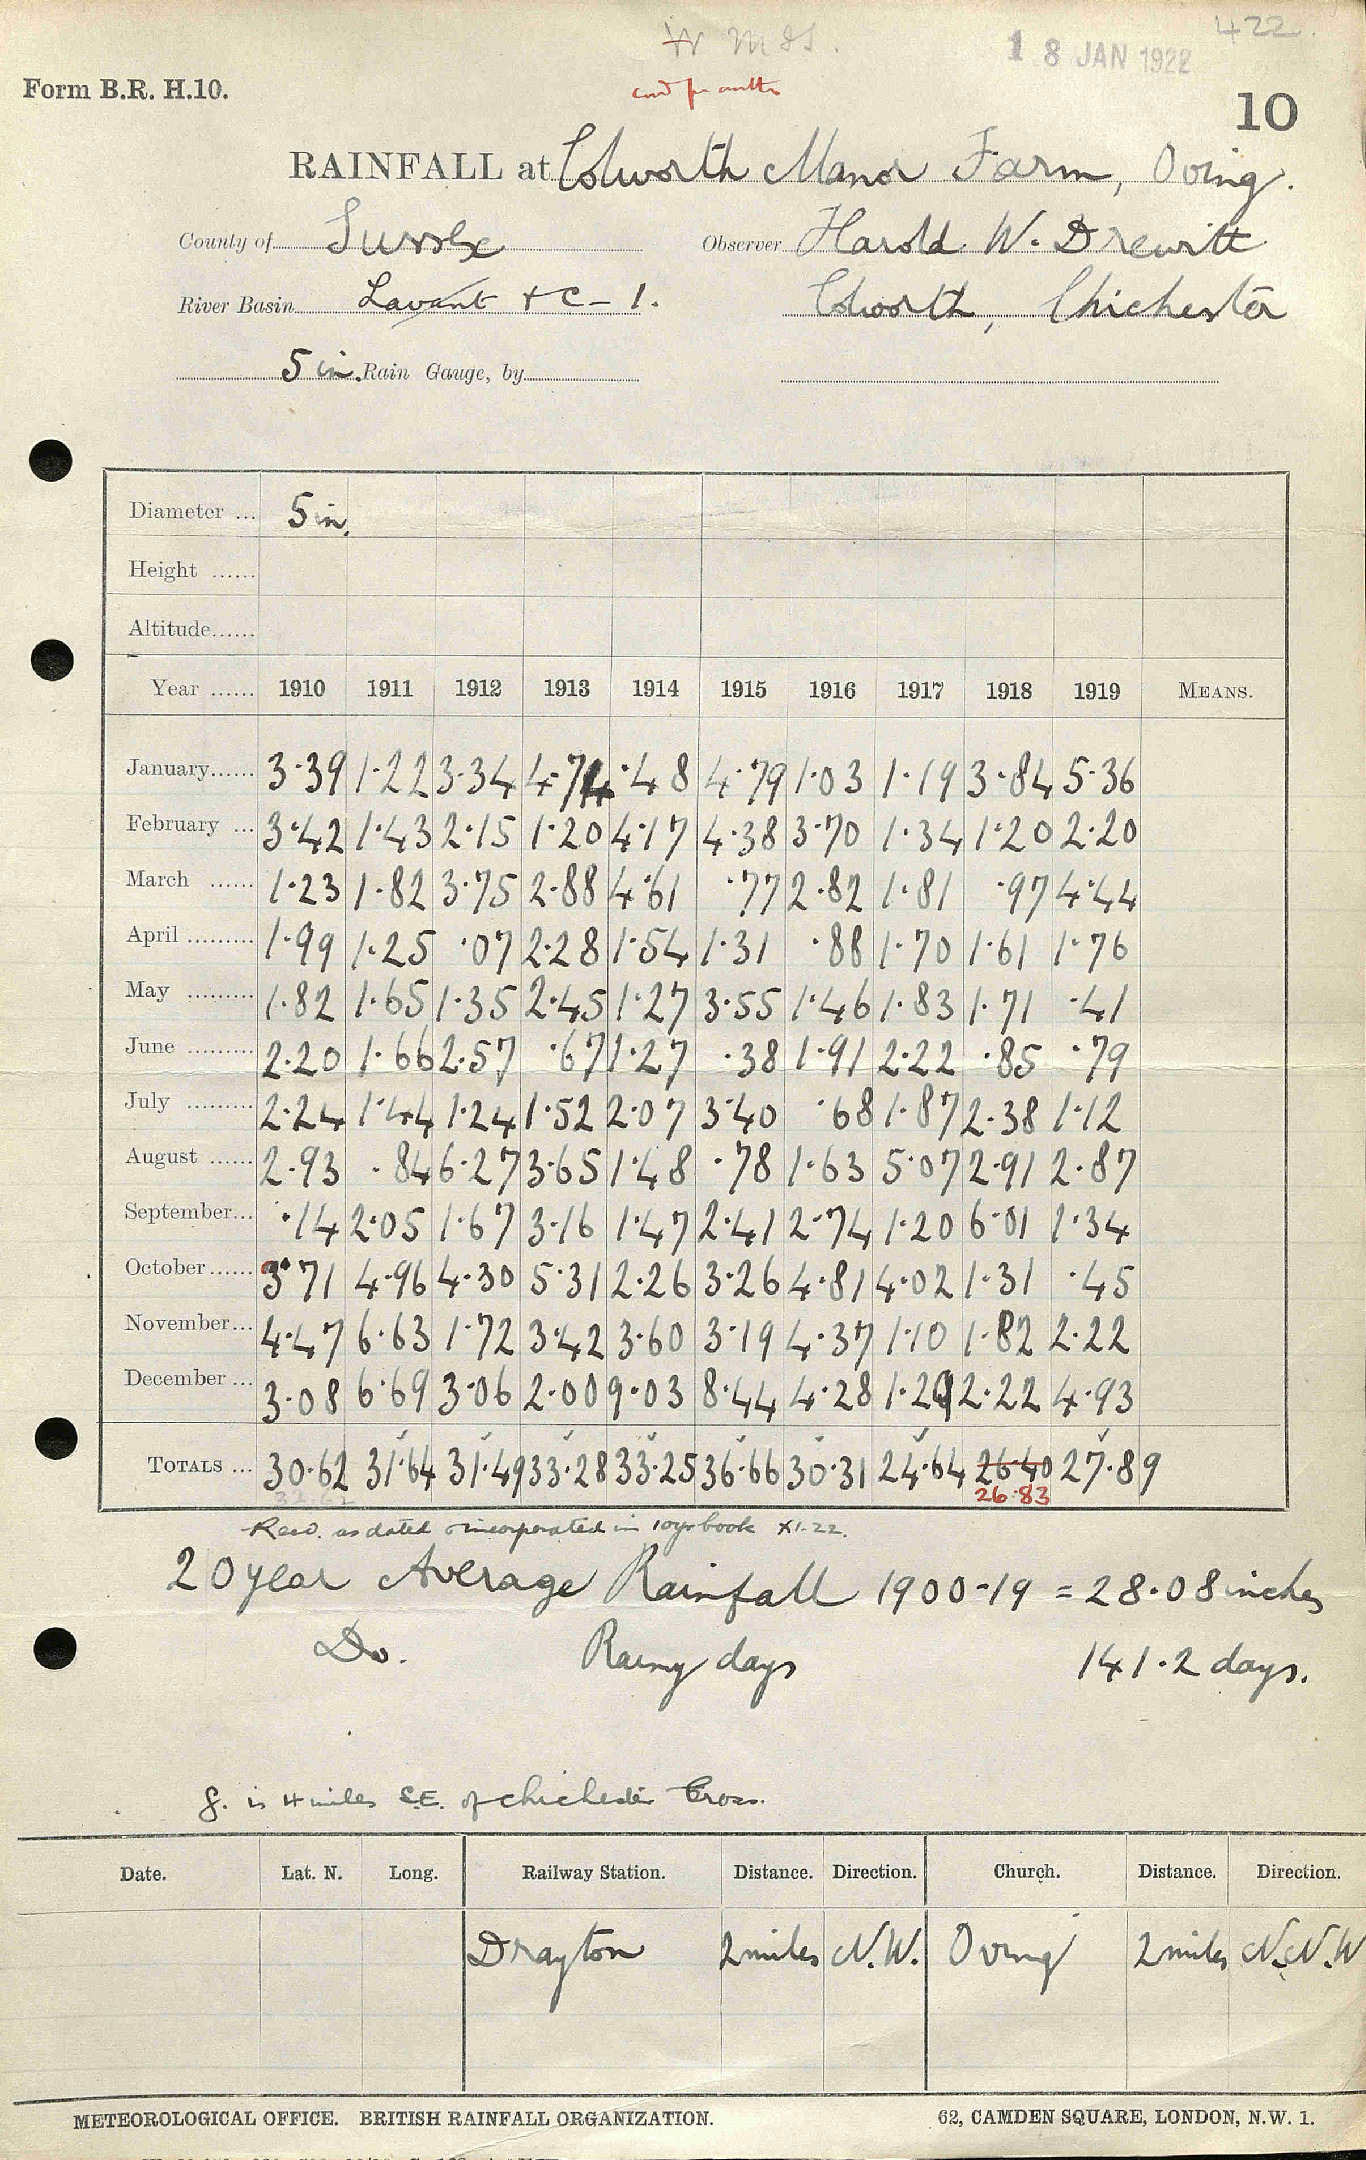 422.
W M & S.
18 JAN 1922
Form B.R. H.10.
10
RAINFALL at Colworth Manor Farm, Oving.
County of Sussex Observer Harold W. Drewitt
River Basin Lavant + C - 1. Colworth, Chichester
5 in. Rain Gauge, by
Diameter ... 5 in.
Height ......
Altitude......
Year ...... 1910 1911 1912 1913 1914 1915 1916 1917 1918 1919 MEANS.
January...... 3.39 1.22 3.34 4.74 .48 4.79 1.03 1.19 3.84 5.36
February ... 3.42 1.43 2.15 1.20 4.17 4.38 3.70 1.34 1.20 2.20
March ...... 1.23 1.82 3.75 2.88 4.61 .77 2.82 1.81 .97 4.44
April ......... 1.99 1.25 .07 2.28 1.54 1.31 .88 1.70 1.61 1.76
May ......... 1.82 1.65 1.35 2.45 1.27 3.55 1.46 1.83 1.71 .41
June ......... 2.20 1.66 2.57 .67 1.27 .38 1.91 2.22 .85 .79
July ......... 2.24 1.44 1.24 1.52 2.07 3.40 .68 1.87 2.38 1.12
August ...... 2.93 .84 6.27 3.65 1.48 .78 1.63 5.07 2.91 2.87
September... .14 2.05 1.67 3.16 1.47 2.41 2.74 1.20 6.01 1.34
October...... 3.71 4.96 4.30 5.31 2.26 3.26 4.81 4.02 1.31 .45
November... 4.47 6.63 1.72 3.42 3.60 3.19 4.37 1.10 1.82 2.22
December ... 3.08 6.69 3.06 2.00 9.03 8.44 4.28 1.29 2.22 4.93
TOTALS ... 30.62 31.64 31.49 33.28 33.25 36.66 30.31 24.64 26.40 27.89
26.83
Recd. as dated & incorporated in 10 yr book XI.22.
20 year Average Rainfall 1900-19 = 28.08 inches
Do. Rainy days 141.2 days.
g. is 4 miles S.E. of Chichester Cross.
Date. Lat. N. Long. Railway Station. Distance. Direction. Church. Distance. Direction.
Drayton 2 miles N.W. Oving 2 miles N.N.W
METEOROLOGICAL OFFICE. BRITISH RAINFALL ORGANIZATION. 62, CAMDEN SQUARE, LONDON, N.W. 1.